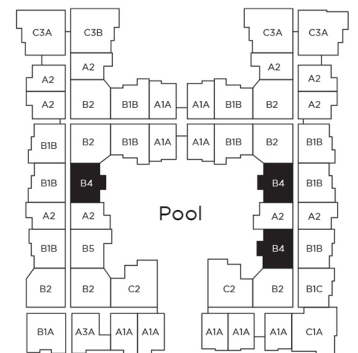 C3A C3B C3A C3A
A2 A2
A2 A2
A2 B2 B1B A1A A1A B1B B2 A2
B1B B2 B1B A1A A1A B1B B2 B1B
B1B B4 B4 B1B
Pool
A2 A2 A2 A2
B1B B5 B4 B1B
B2 B2 C2 C2 B2 B1C
B1A A3A A1A A1A A1A A1A A1A C1A